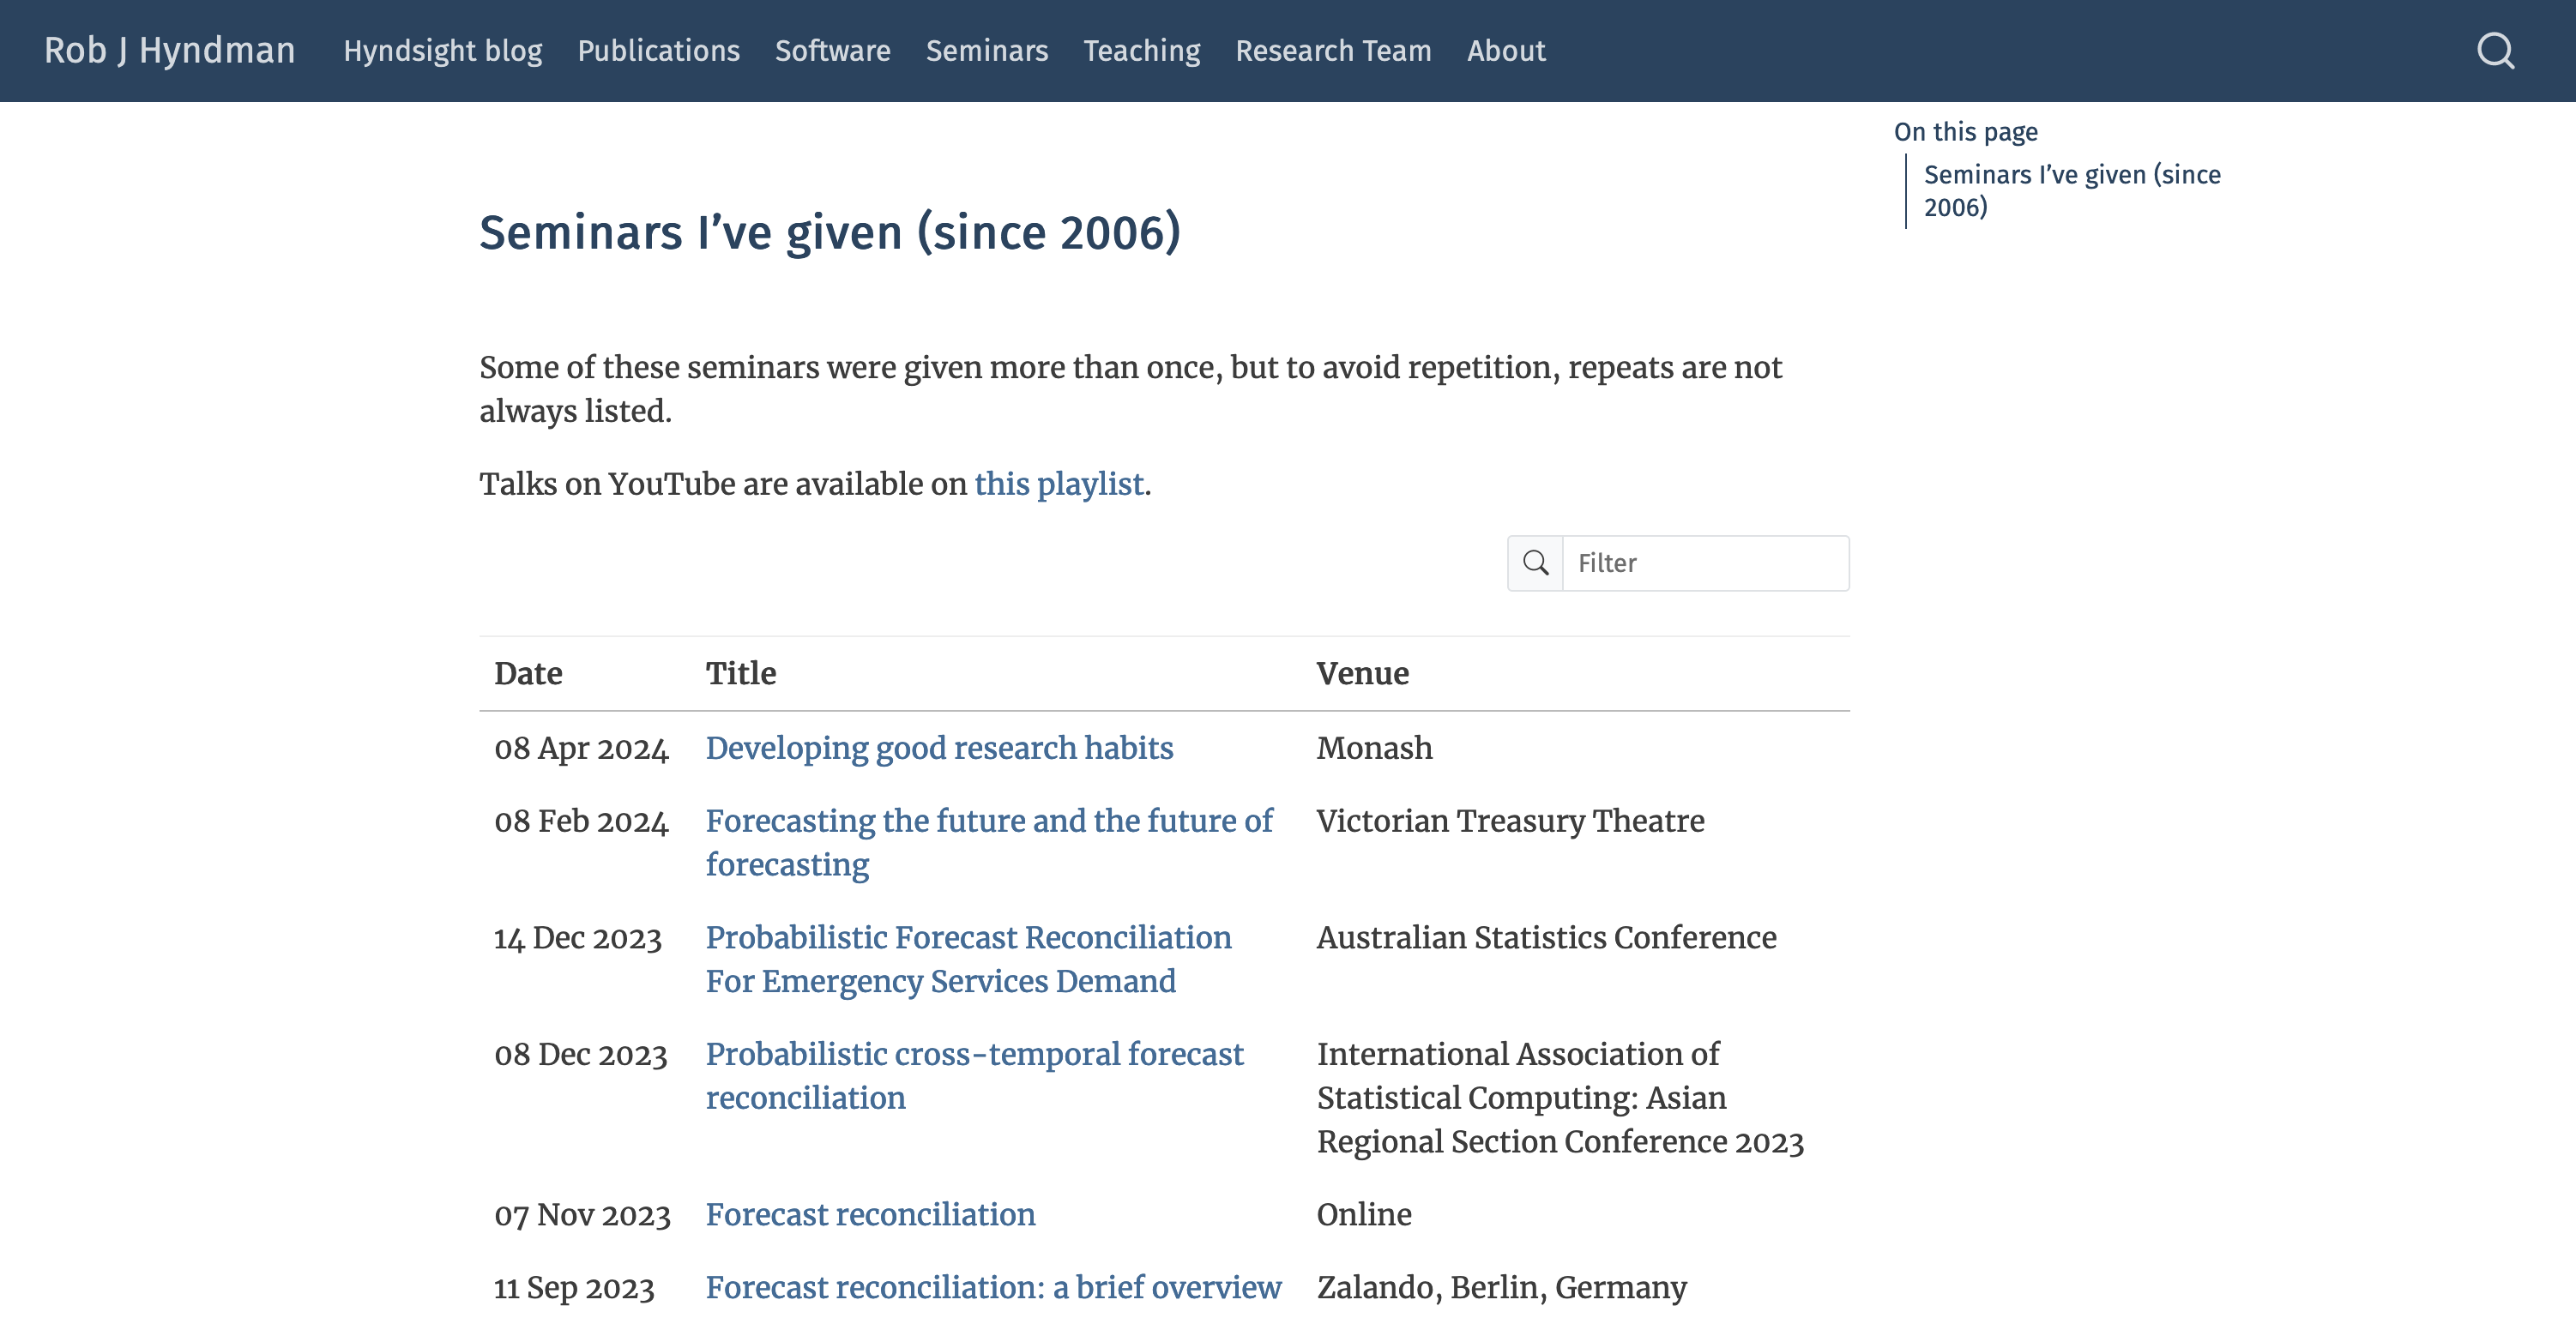 Rob J Hyndman Hyndsight blog Publications Software Seminars Teaching Research Team About
On this page
Seminars I’ve given (since
2006)
Seminars I’ve given (since 2006)
Some of these seminars were given more than once, but to avoid repetition, repeats are not
always listed.
Talks on YouTube are available on this playlist.
Filter
Date Title Venue
08 Apr 2024 Developing good research habits Monash
08 Feb 2024 Forecasting the future and the future of Victorian Treasury Theatre
forecasting
14 Dec 2023 Probabilistic Forecast Reconciliation Australian Statistics Conference
For Emergency Services Demand
08 Dec 2023 Probabilistic cross-temporal forecast International Association of
reconciliation Statistical Computing: Asian
Regional Section Conference 2023
07 Nov 2023 Forecast reconciliation Online
11 Sep 2023 Forecast reconciliation: a brief overview Zalando, Berlin, Germany